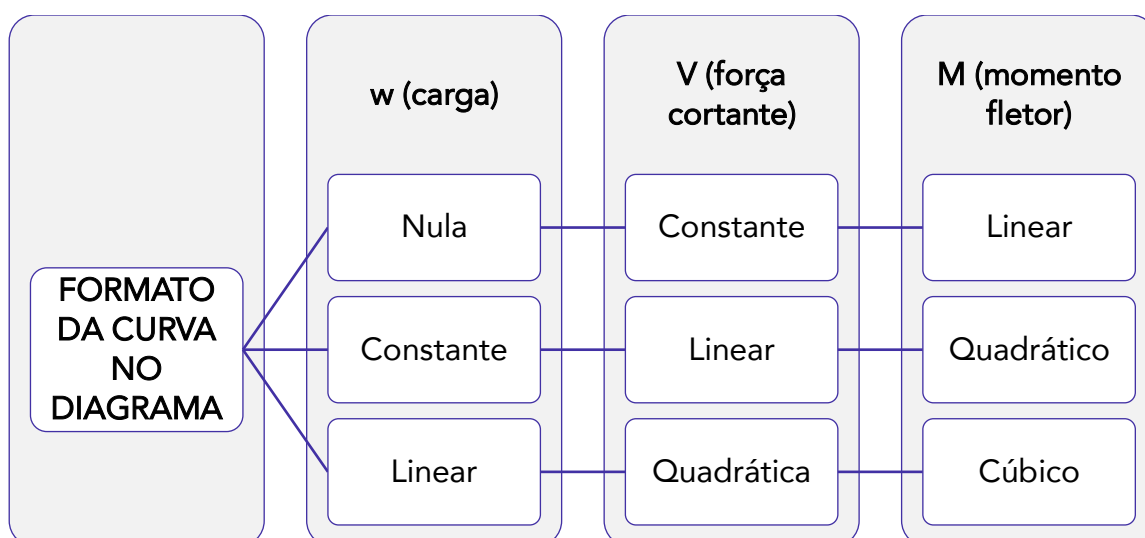 FORMATO
DA CURVA
NO
DIAGRAMA
w (carga)
V (força
cortante)
M (momento
fletor)
Nula
Constante
Linear
Constante
Linear
Quadrático
Linear
Quadrática
Cúbico